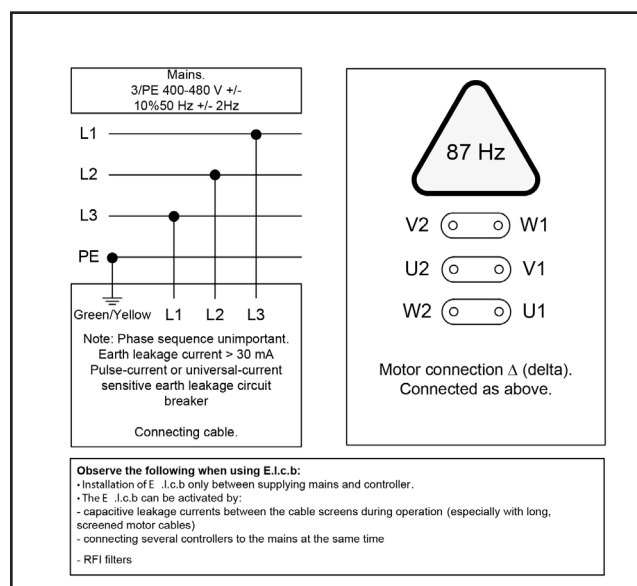 Mains.
3/PE 400-480 V +/-
10%50 Hz +/- 2Hz
L1
L2
L3
PE
Green/Yellow L1 L2 L3
Note: Phase sequence unimportant.
Earth leakage current > 30 mA
Pulse-current or universal-current
sensitive earth leakage circuit
breaker
Connecting cable.
87 Hz
V2 W1
U2 V1
W2 U1
Motor connection Δ (delta).
Connected as above.
Observe the following when using E.l.c.b:
• Installation of E .l.c.b only between supplying mains and controller.
• The E .l.c.b can be activated by:
- capacitive leakage currents between the cable screens during operation (especially with long,
screened motor cables)
- connecting several controllers to the mains at the same time
- RFI filters